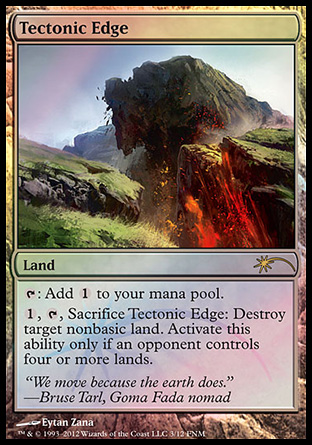 Tectonic Edge
Land
: Add 1 to your mana pool.
1, , Sacrifice Tectonic Edge: Destroy
target nonbasic land. Activate this
ability only if an opponent controls
four or more lands.
“We move because the earth does.”
—Bruse Tarl, Goma Fada nomad
Eytan Zana
™ & © 1993–2012 Wizards of the Coast LLC 3/12 FNM